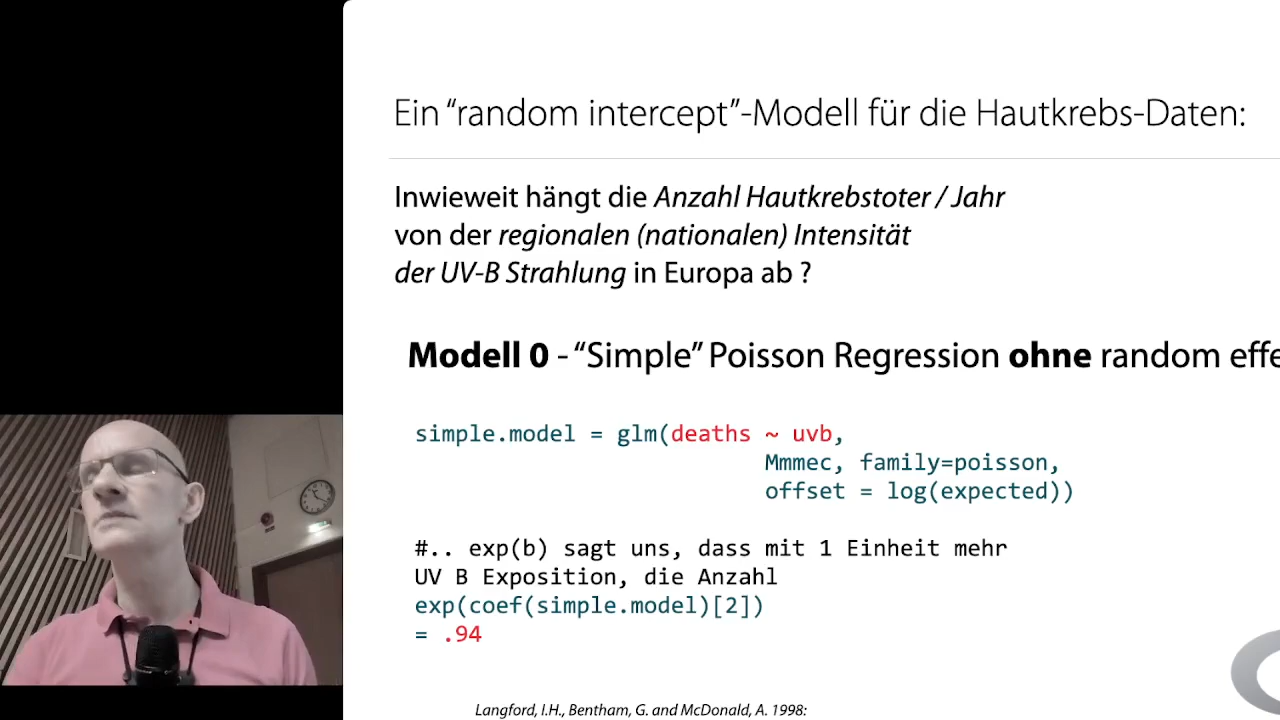 Ein “random intercept”-Modell für die Hautkrebs-Daten:
Inwieweit hängt die Anzahl Hautkrebstoter / Jahr
von der regionalen (nationalen) Intensität
der UV-B Strahlung in Europa ab ?
Modell 0 - “Simple” Poisson Regression ohne random effe
simple.model = glm(deaths ~ uvb,
Mmmec, family=poisson,
offset = log(expected))
#.. exp(b) sagt uns, dass mit 1 Einheit mehr
UV B Exposition, die Anzahl
exp(coef(simple.model)[2])
= .94
Langford, I.H., Bentham, G. and McDonald, A. 1998: